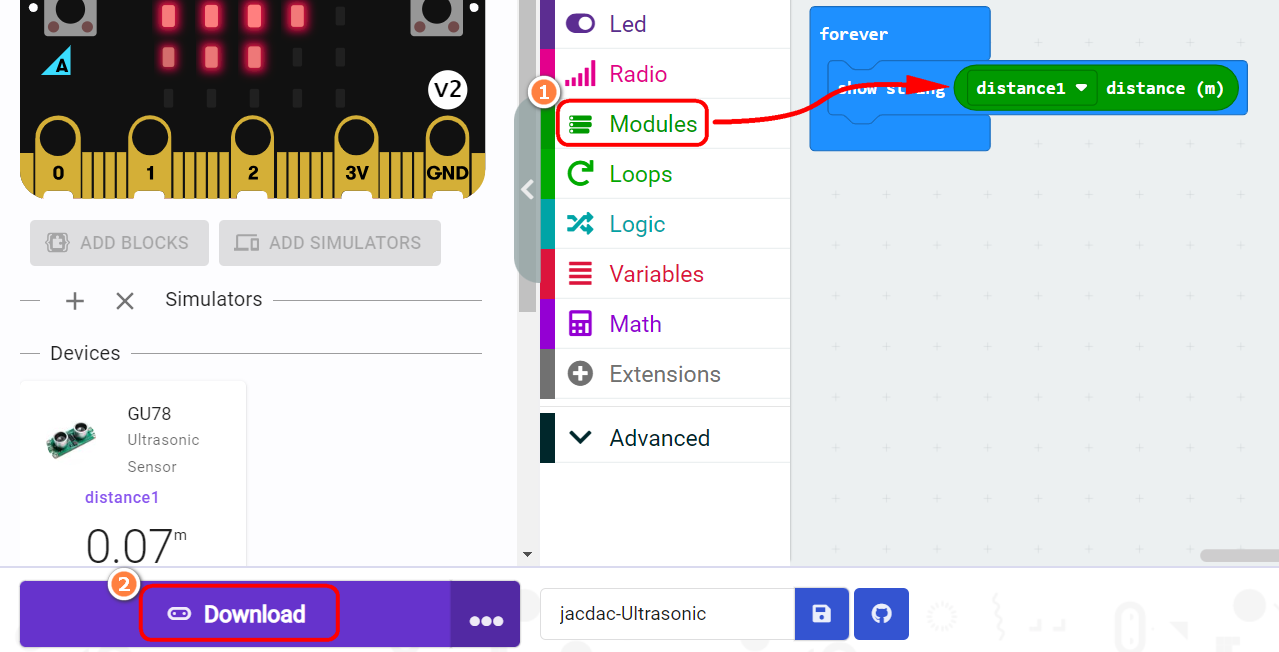 A
V2
0
1
2
3V
GND
ADD BLOCKS
ADD SIMULATORS
Simulators
Devices
GU78
Ultrasonic
Sensor
distance1
0.07 m
2
Download
Led
Radio
1
Modules
Loops
Logic
Variables
Math
Extensions
Advanced
forever
show string distance1 distance (m)
jacdac-Ultrasonic